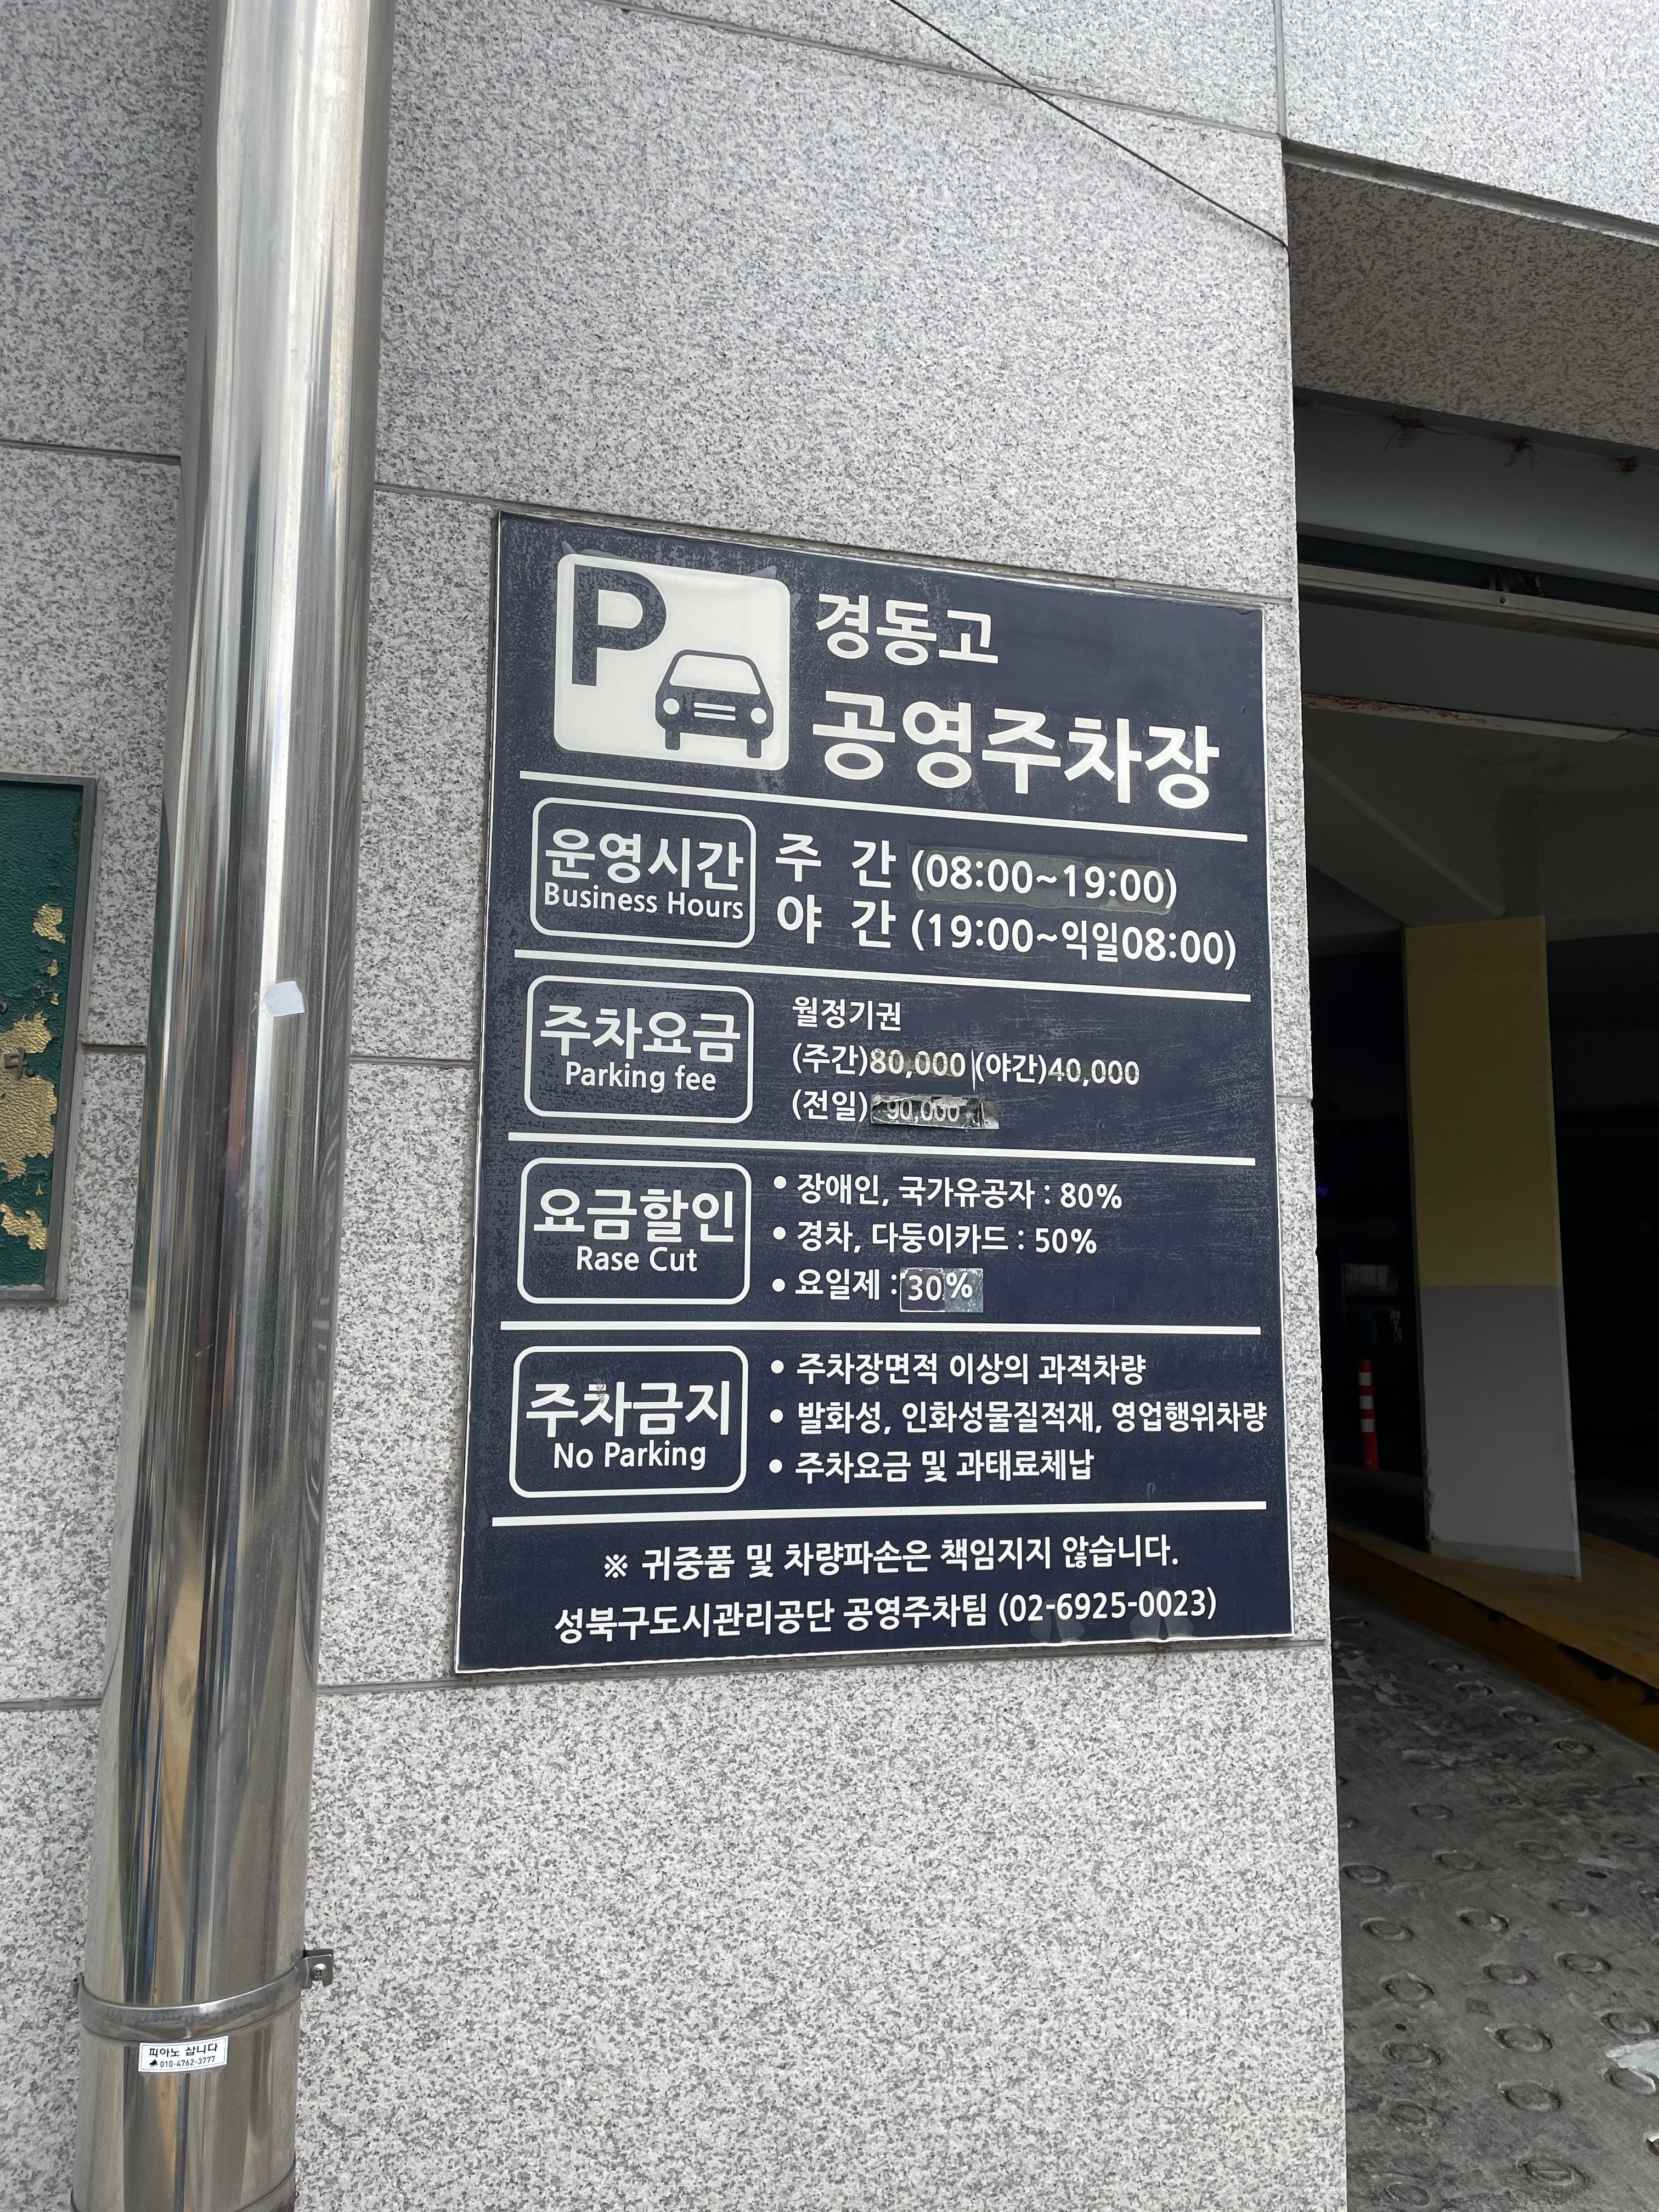 P
경동고
공영주차장
운영시간
Business Hours
주 간 (08:00~19:00)
야 간 (19:00~익일08:00)
주차요금
Parking fee
월정기권
(주간)80,000 (야간)40,000
(전일) 90,000
요금할인
Rase Cut
• 장애인, 국가유공자 : 80%
• 경차, 다둥이카드 : 50%
• 요일제 : 30%
주차금지
No Parking
• 주차장면적 이상의 과적차량
• 발화성, 인화성물질적재, 영업행위차량
• 주차요금 및 과태료체납
※ 귀중품 및 차량파손은 책임지지 않습니다.
성북구도시관리공단 공영주차팀 (02-6925-0023)
피아노 삽니다
010-4762-3777